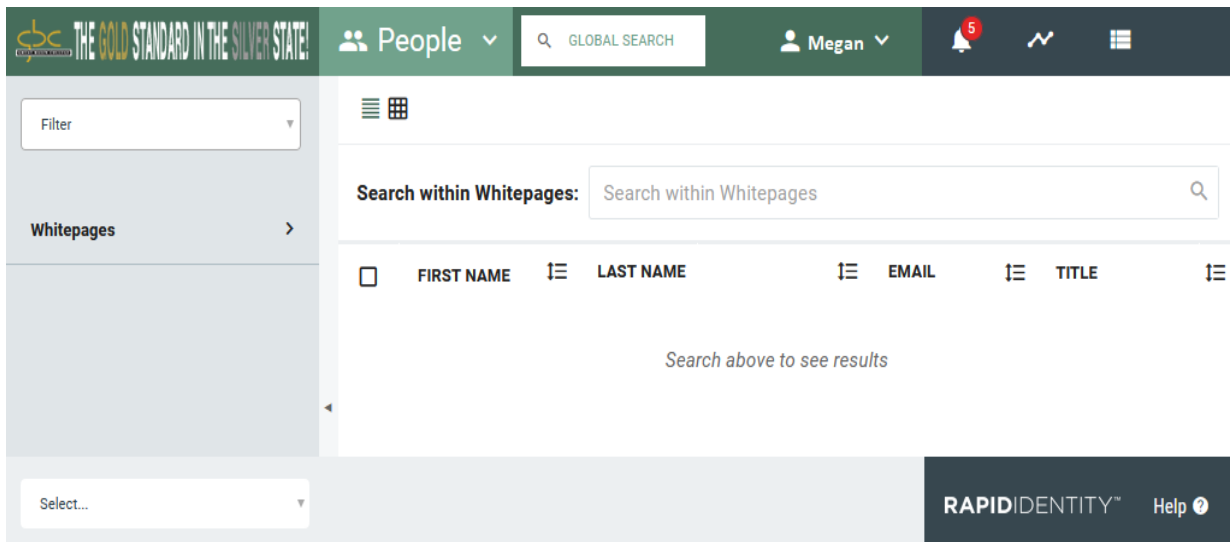 çbc THE GOLD STANDARD IN THE SILVER STATE!
People
GLOBAL SEARCH
Megan
5
Filter
Whitepages
Search within Whitepages: Search within Whitepages
FIRST NAME LAST NAME EMAIL TITLE
Search above to see results
Select...
RAPIDIDENTITY™
Help ?